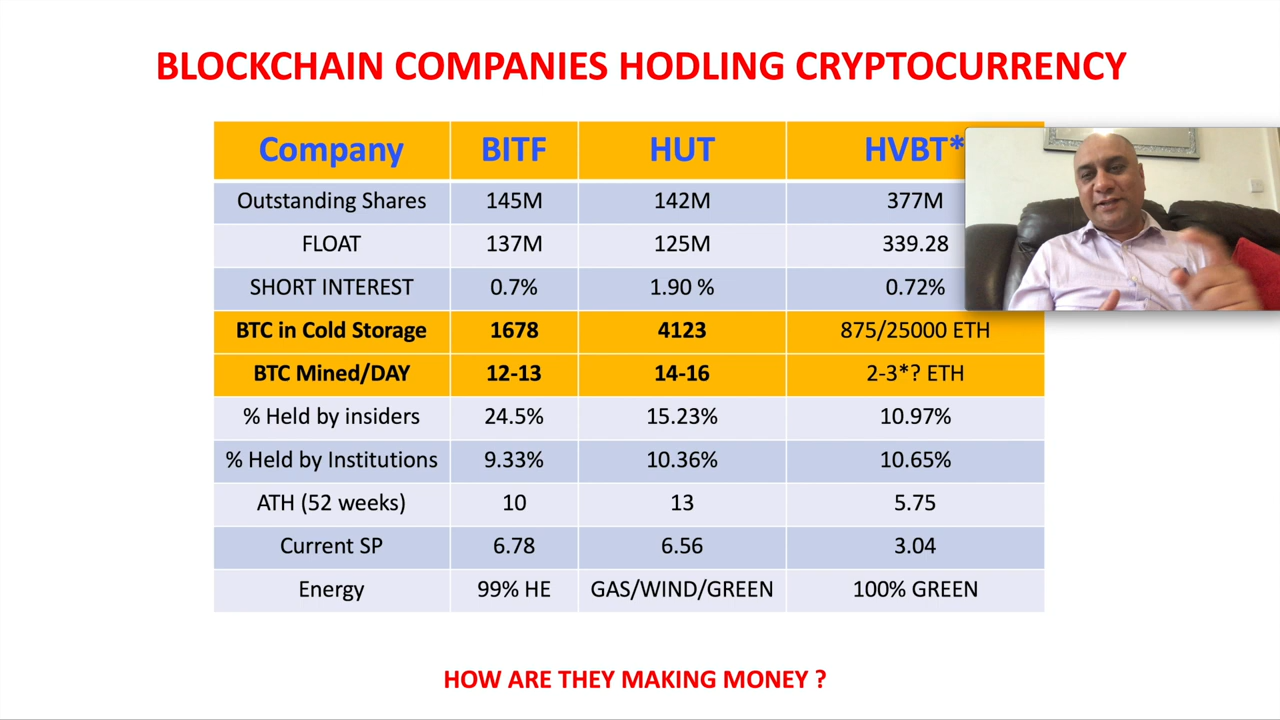 BLOCKCHAIN COMPANIES HODLING CRYPTOCURRENCY
Company BITF HUT HVBT*
Outstanding Shares 145M 142M 377M
FLOAT 137M 125M 339.28
SHORT INTEREST 0.7% 1.90 % 0.72%
BTC in Cold Storage 1678 4123 875/25000 ETH
BTC Mined/DAY 12-13 14-16 2-3*? ETH
% Held by insiders 24.5% 15.23% 10.97%
% Held by Institutions 9.33% 10.36% 10.65%
ATH (52 weeks) 10 13 5.75
Current SP 6.78 6.56 3.04
Energy 99% HE GAS/WIND/GREEN 100% GREEN
HOW ARE THEY MAKING MONEY ?